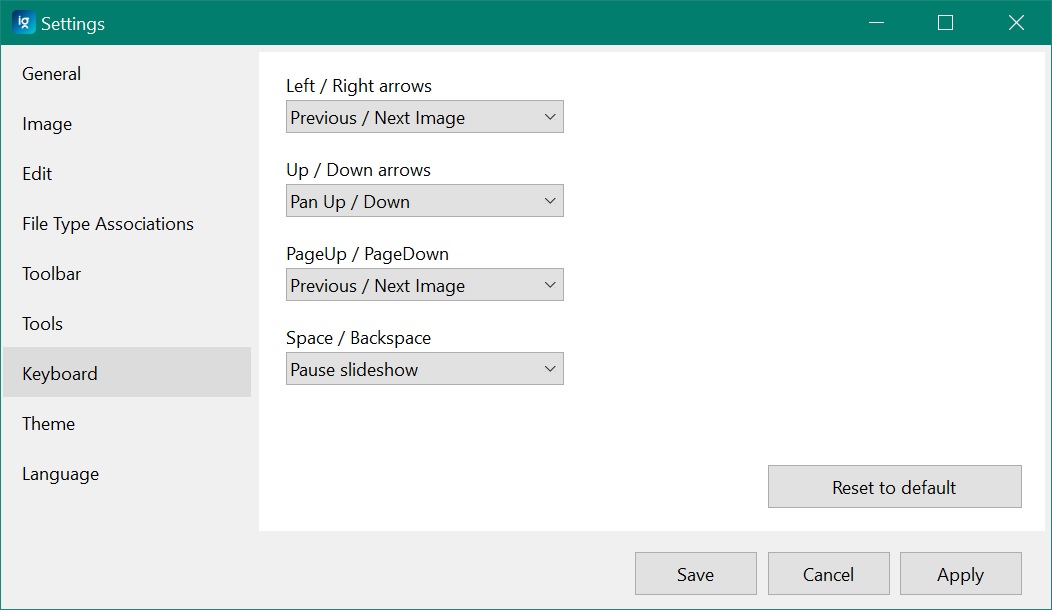 ig
Settings
General
Image
Edit
File Type Associations
Toolbar
Tools
Keyboard
Theme
Language
Left / Right arrows
Previous / Next Image
Up / Down arrows
Pan Up / Down
PageUp / PageDown
Previous / Next Image
Space / Backspace
Pause slideshow
Reset to default
Save
Cancel
Apply